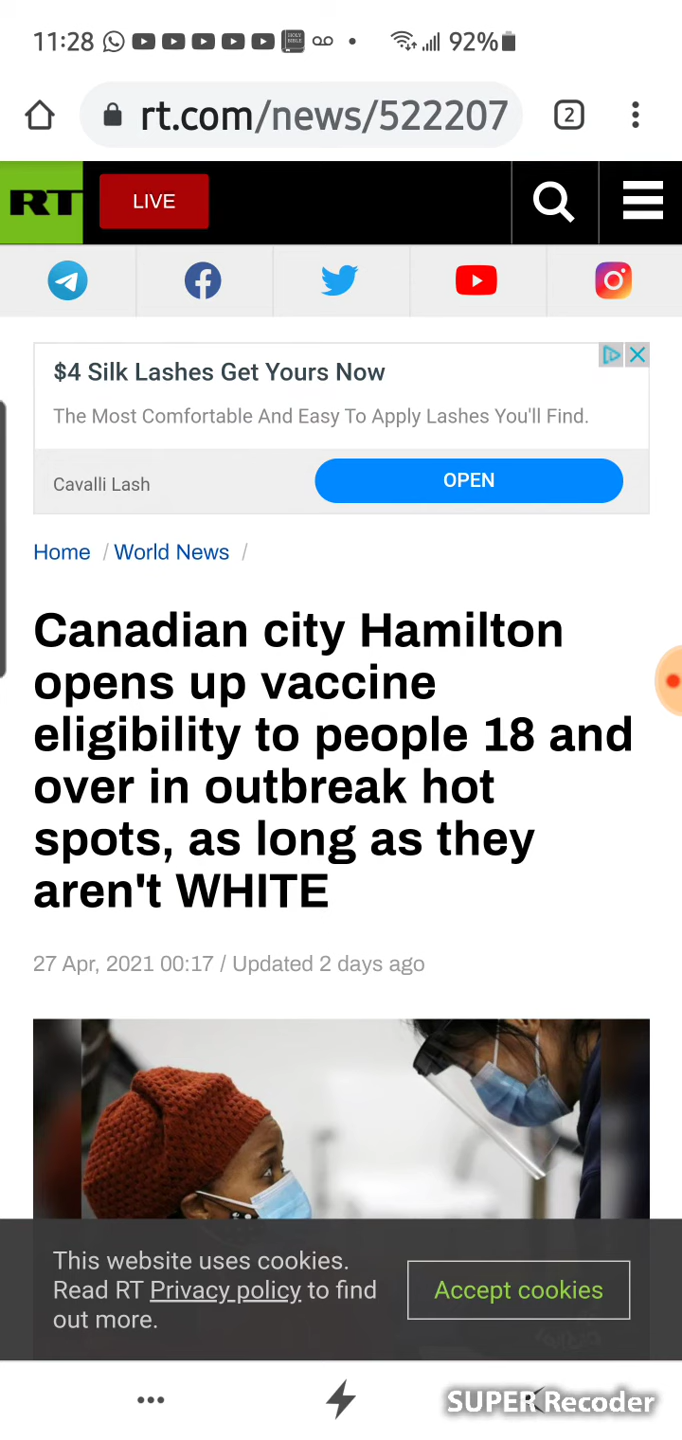 11:28 92%
rt.com/news/522207
2
RT LIVE
$4 Silk Lashes Get Yours Now
The Most Comfortable And Easy To Apply Lashes You'll Find.
Cavalli Lash OPEN
Home / World News /
Canadian city Hamilton
opens up vaccine
eligibility to people 18 and
over in outbreak hot
spots, as long as they
aren't WHITE
27 Apr, 2021 00:17 / Updated 2 days ago
This website uses cookies.
Read RT Privacy policy to find
out more.
Accept cookies
SUPER Recoder